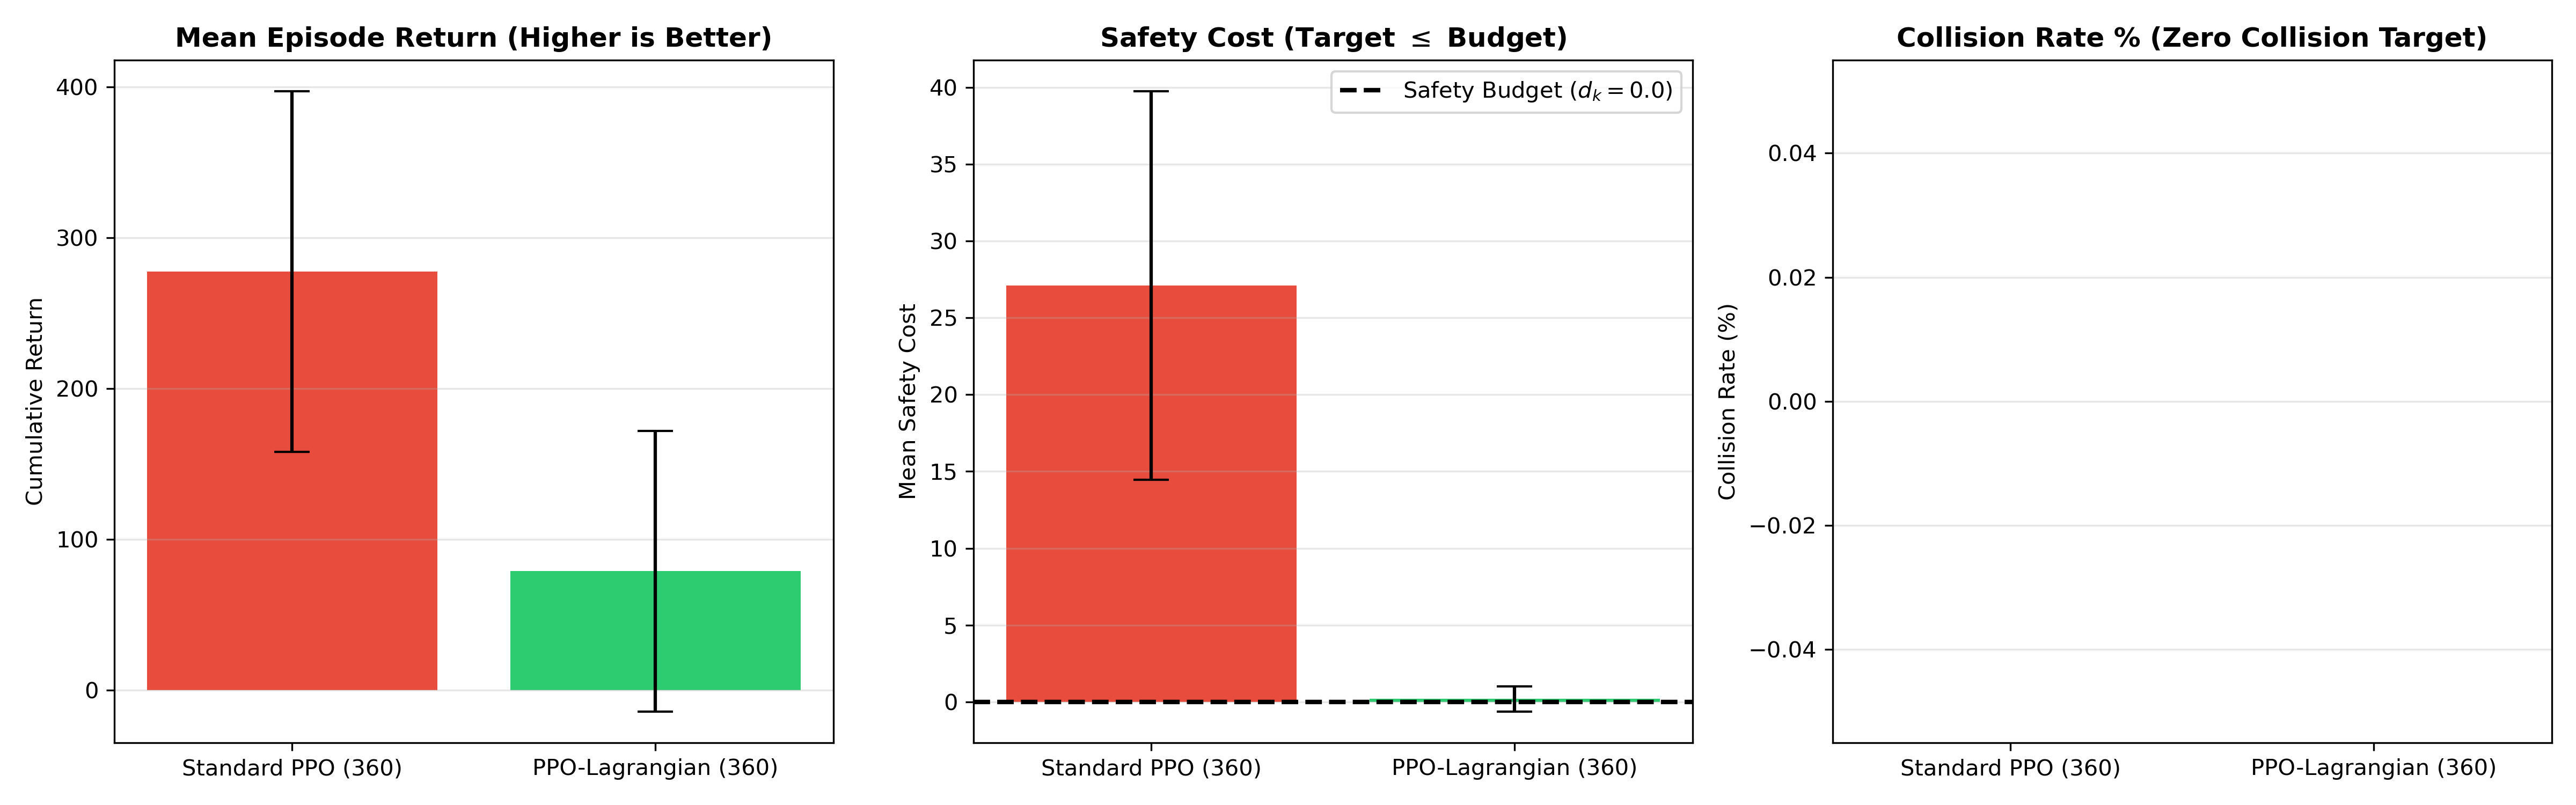 Mean Episode Return (Higher is Better)
Cumulative Return
400
300
200
100
0
Standard PPO (360)
PPO-Lagrangian (360)
Safety Cost (Target ≤ Budget)
Mean Safety Cost
Safety Budget (dₖ = 0.0)
40
35
30
25
20
15
10
5
0
Standard PPO (360)
PPO-Lagrangian (360)
Collision Rate % (Zero Collision Target)
Collision Rate (%)
0.04
0.02
0.00
−0.02
−0.04
Standard PPO (360)
PPO-Lagrangian (360)